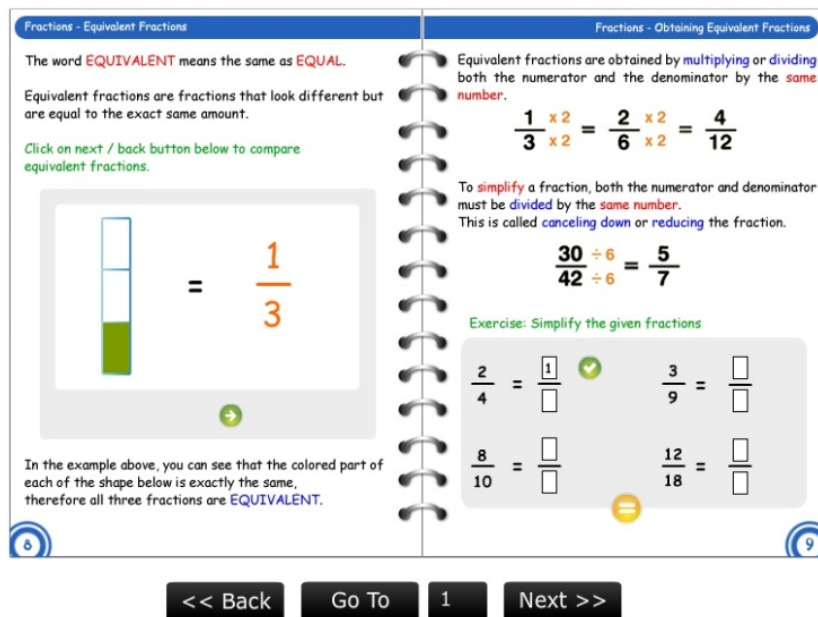 Fractions - Equivalent Fractions
The word EQUIVALENT means the same as EQUAL.
Equivalent fractions are fractions that look different but
are equal to the exact same amount.
Click on next / back button below to compare
equivalent fractions.
= 1/3
In the example above, you can see that the colored part of
each of the shape below is exactly the same,
therefore all three fractions are EQUIVALENT.
8
Fractions - Obtaining Equivalent Fractions
Equivalent fractions are obtained by multiplying or dividing
both the numerator and the denominator by the same
number.
1 x 2 / 3 x 2 = 2 x 2 / 6 x 2 = 4 / 12
To simplify a fraction, both the numerator and denominator
must be divided by the same number.
This is called canceling down or reducing the fraction.
30 ÷ 6 / 42 ÷ 6 = 5 / 7
Exercise: Simplify the given fractions
2/4 = 1/
3/9 =
8/10 =
12/18 =
=
9
<< Back
Go To
1
Next >>